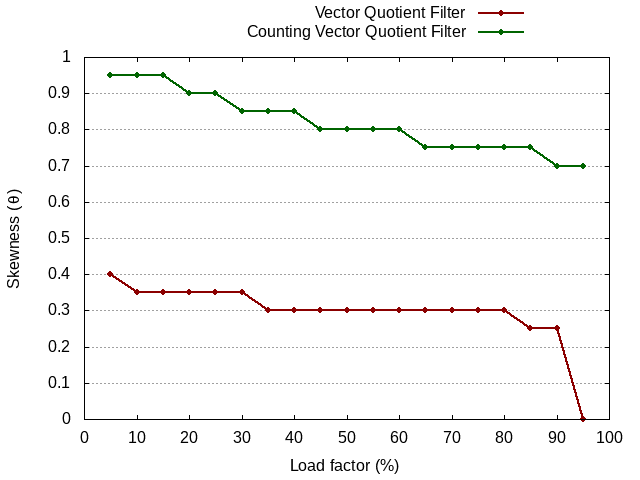 Vector Quotient Filter
Counting Vector Quotient Filter
1
0.9
0.8
0.7
0.6
0.5
0.4
0.3
0.2
0.1
0
Skewness (θ)
0 10 20 30 40 50 60 70 80 90 100
Load factor (%)